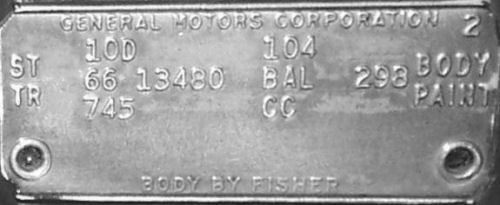 GENERAL MOTORS CORPORATION 2
10D 104
ST 66 13480 BAL 298 BODY
TR 745 CC PAINT
BODY BY FISHER